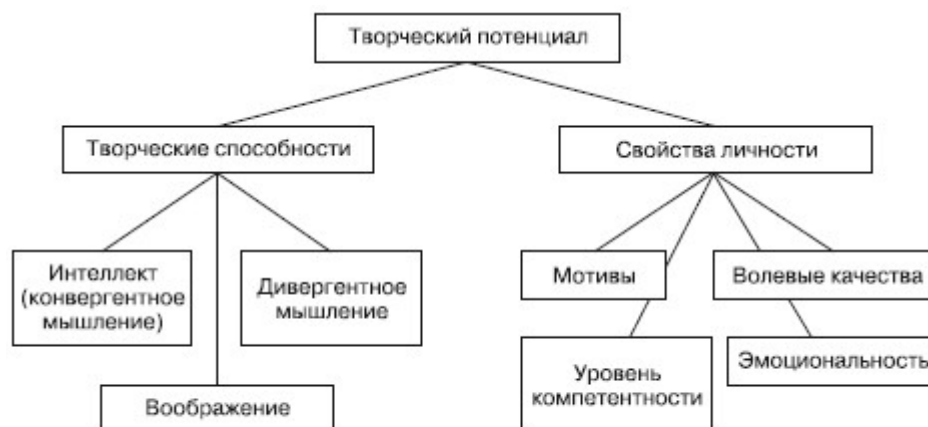 Творческий потенциал
Творческие способности
Свойства личности
Интеллект
(конвергентное
мышление)
Дивергентное
мышление
Мотивы
Волевые качества
Воображение
Уровень
компетентности
Эмоциональность